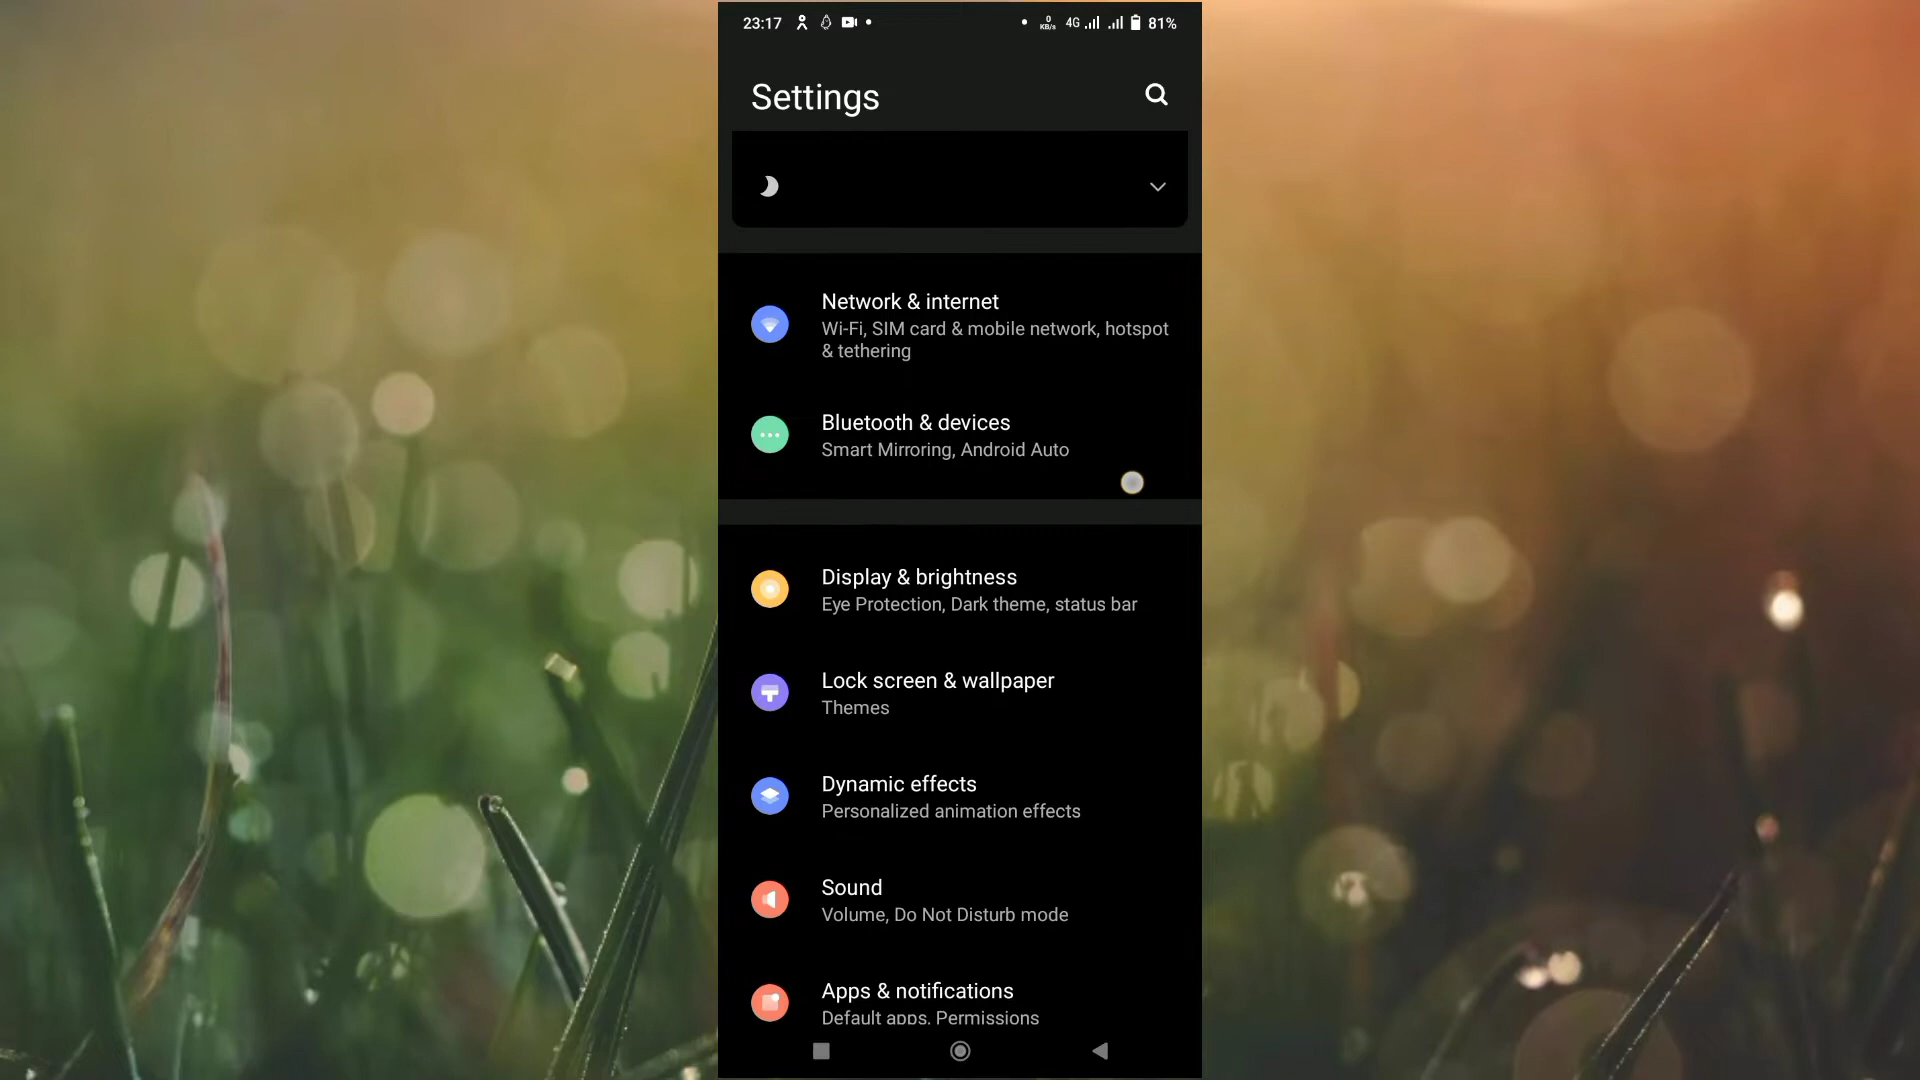 23:17
0
KB/s
4G
81%
Settings
Network & internet
Wi-Fi, SIM card & mobile network, hotspot
& tethering
Bluetooth & devices
Smart Mirroring, Android Auto
Display & brightness
Eye Protection, Dark theme, status bar
Lock screen & wallpaper
Themes
Dynamic effects
Personalized animation effects
Sound
Volume, Do Not Disturb mode
Apps & notifications
Default apps, Permissions